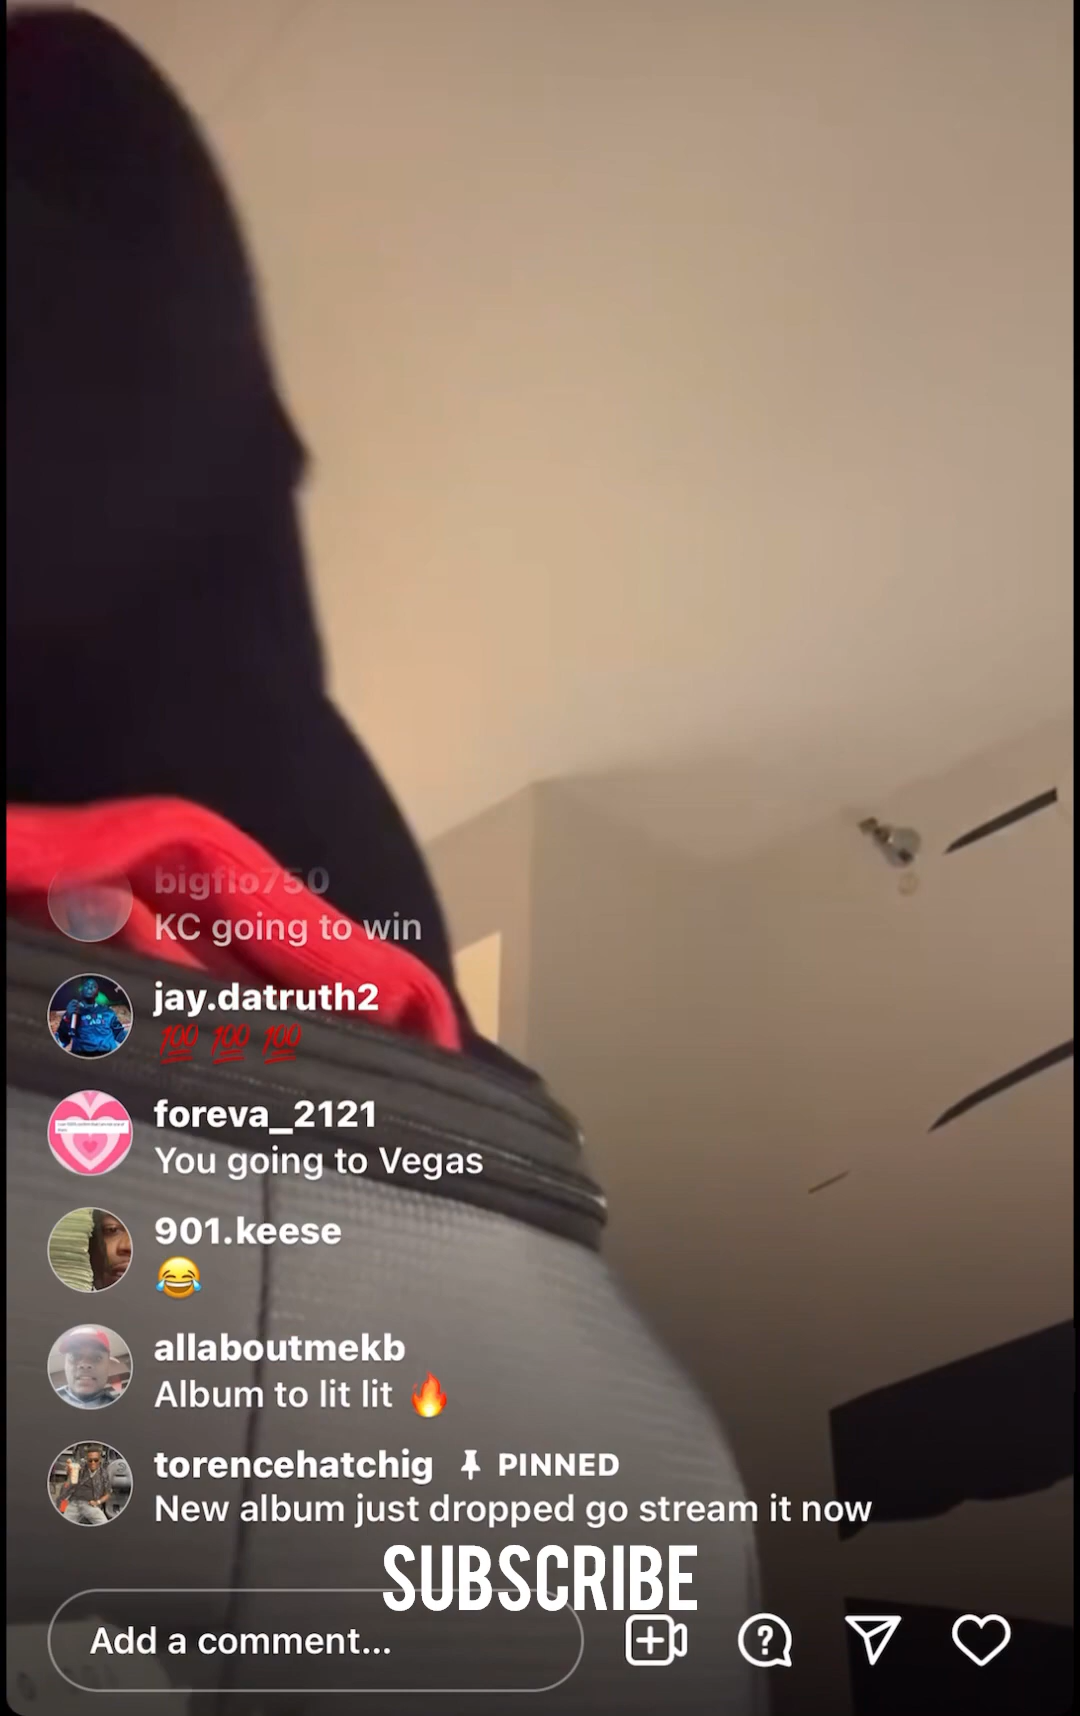 bigflo750
KC going to win
jay.datruth2
💯 💯 💯
foreva_2121
You going to Vegas
901.keese
😂
allaboutmekb
Album to lit lit 🔥
torencehatchig PINNED
New album just dropped go stream it now
SUBSCRIBE
Add a comment...